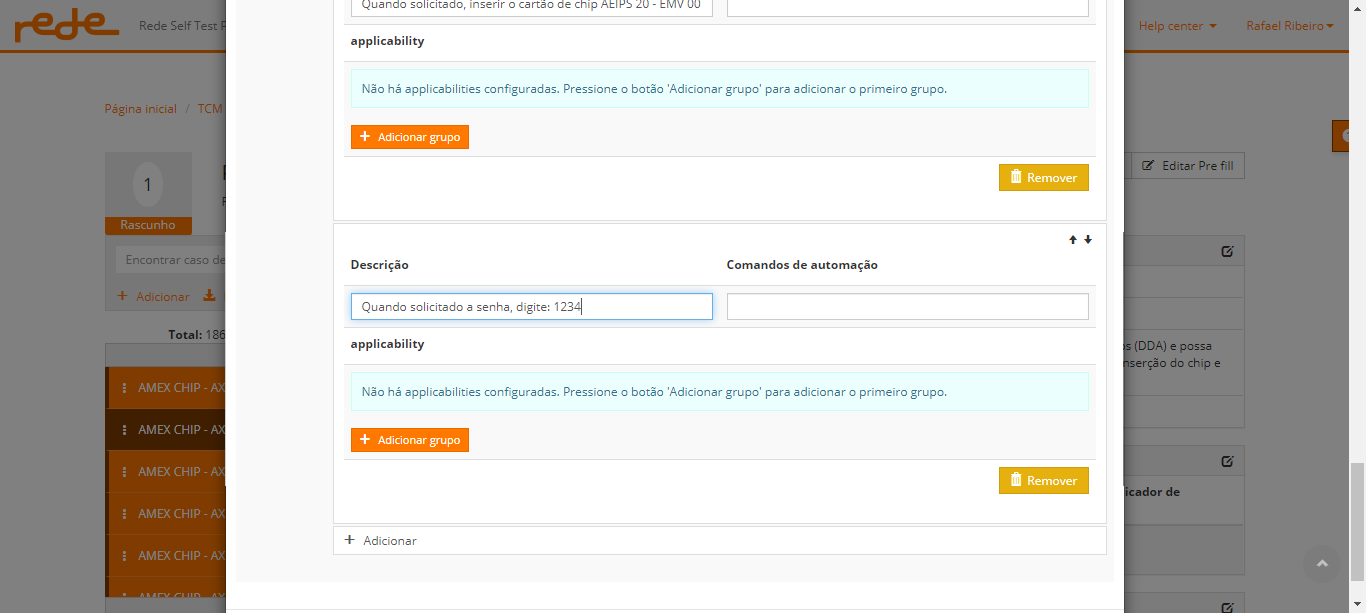 rede
Rede Self Test P
Help center
Rafael Ribeiro
Página inicial / TCM
1
Rascunho
Editar Pre fill
Encontrar caso de
Adicionar
Total: 186
AMEX CHIP - AX
AMEX CHIP - AX
AMEX CHIP - AX
AMEX CHIP - AX
AMEX CHIP - AX
AMEX CHIP - AX
Quando solicitado, inserir o cartão de chip AEIPS 20 - EMV 00
applicability
Não há applicabilities configuradas. Pressione o botão 'Adicionar grupo' para adicionar o primeiro grupo.
Adicionar grupo
Remover
Descrição
Comandos de automação
Quando solicitado a senha, digite: 1234
applicability
Não há applicabilities configuradas. Pressione o botão 'Adicionar grupo' para adicionar o primeiro grupo.
Adicionar grupo
Remover
Adicionar
s (DDA) e possa
nserção do chip e
icador de